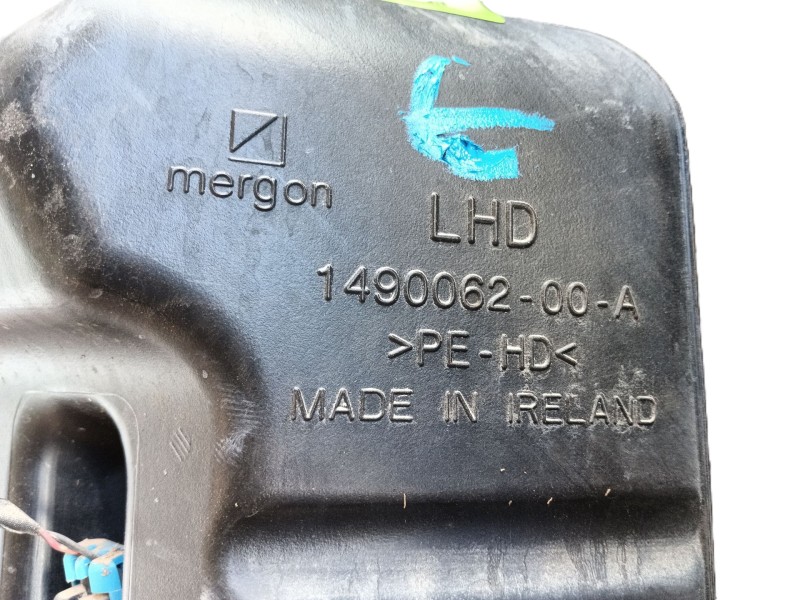 mergon
LHD
1490062-00-A
>PE-HD<
MADE IN IRELAND